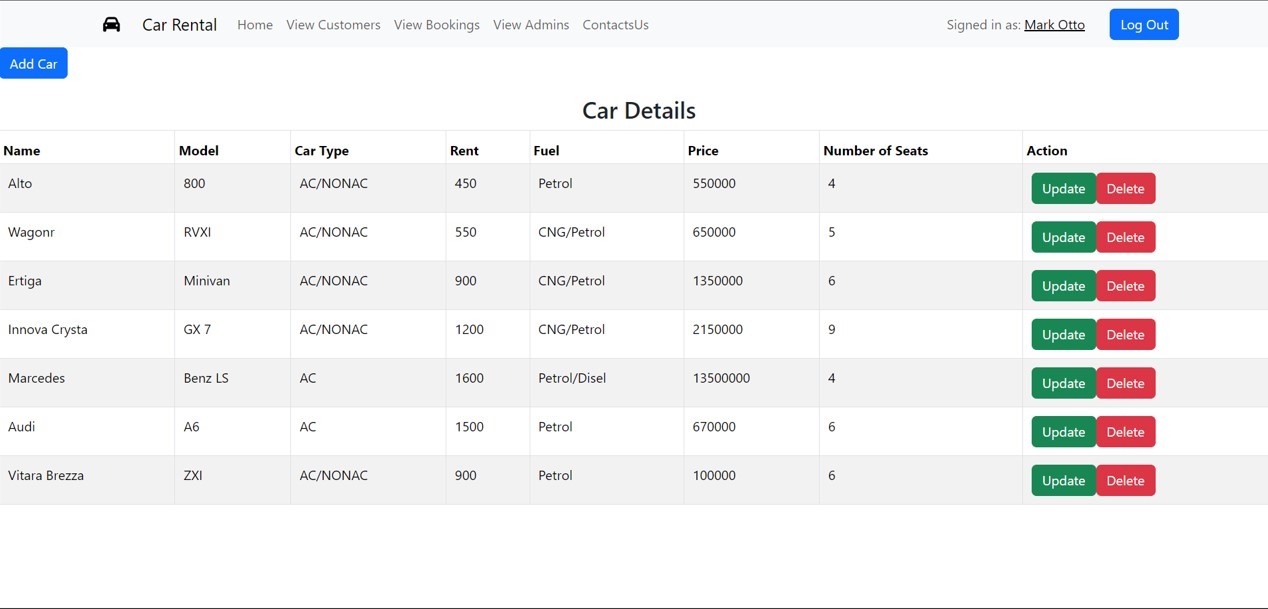 Car Rental Home View Customers View Bookings View Admins ContactsUs Signed in as: Mark Otto Log Out
Add Car
Car Details
Name Model Car Type Rent Fuel Price Number of Seats Action
Alto 800 AC/NONAC 450 Petrol 550000 4 Update Delete
Wagonr RVXI AC/NONAC 550 CNG/Petrol 650000 5 Update Delete
Ertiga Minivan AC/NONAC 900 CNG/Petrol 1350000 6 Update Delete
Innova Crysta GX 7 AC/NONAC 1200 CNG/Petrol 2150000 9 Update Delete
Marcedes Benz LS AC 1600 Petrol/Disel 13500000 4 Update Delete
Audi A6 AC 1500 Petrol 670000 6 Update Delete
Vitara Brezza ZXI AC/NONAC 900 Petrol 100000 6 Update Delete